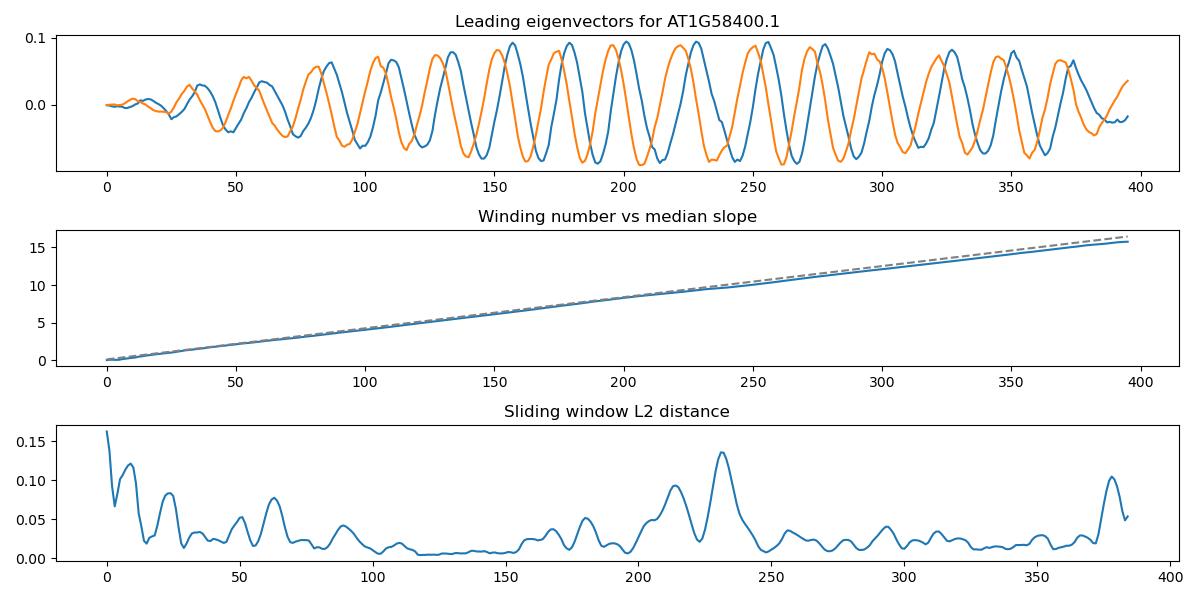 Leading eigenvectors for AT1G58400.1
0.1
0.0
0 50 100 150 200 250 300 350 400
Winding number vs median slope
15
10
5
0
0 50 100 150 200 250 300 350 400
Sliding window L2 distance
0.15
0.10
0.05
0.00
0 50 100 150 200 250 300 350 400